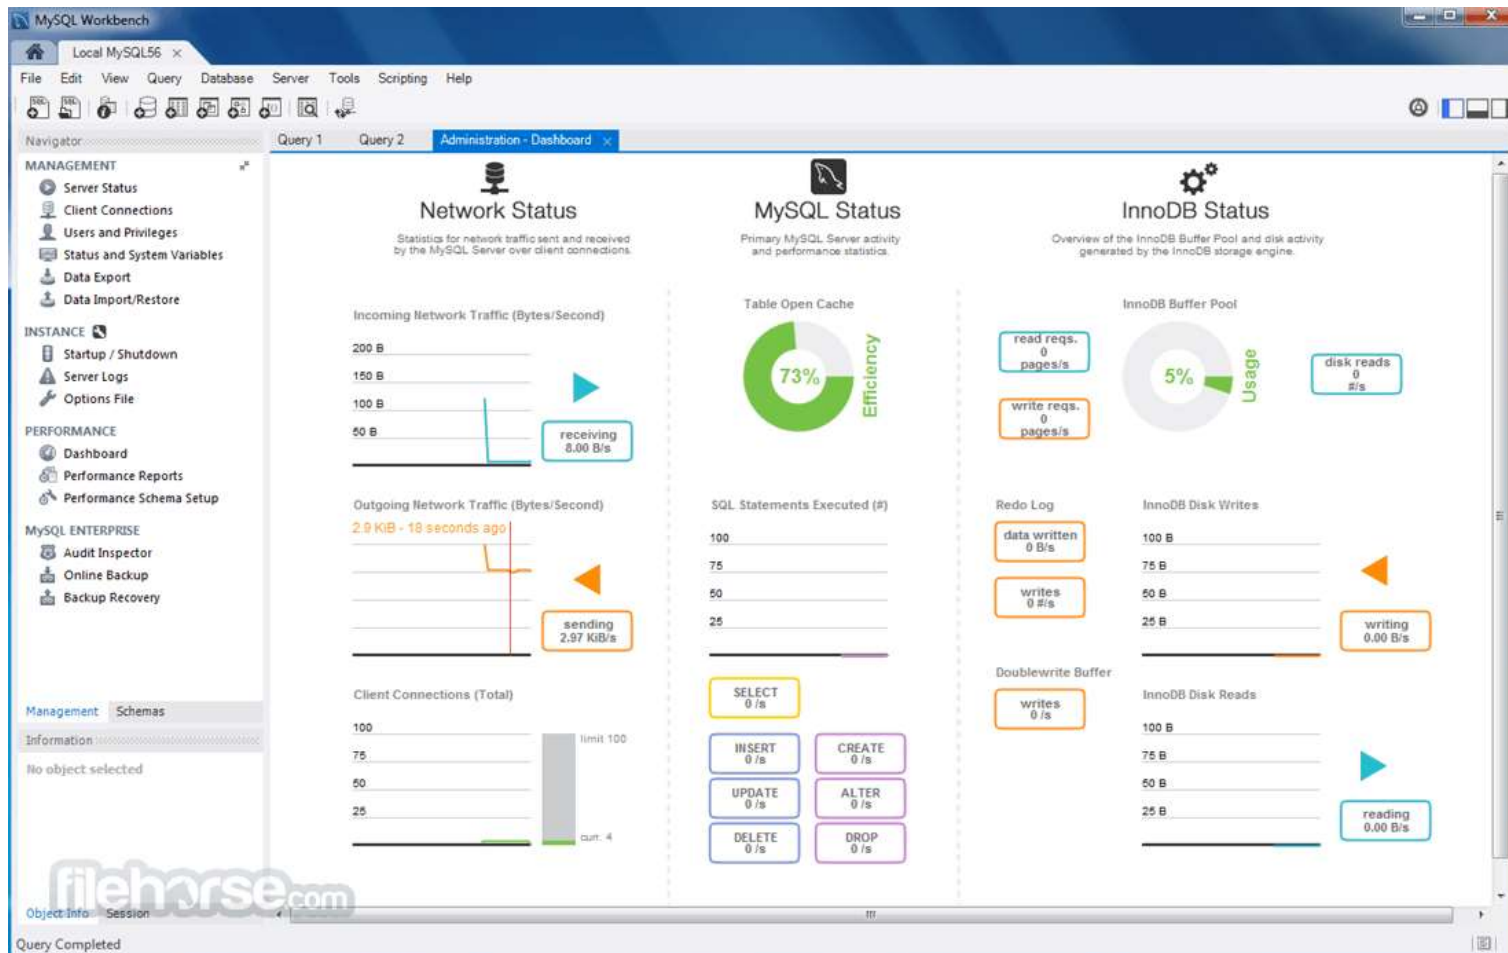 MySQL Workbench
Local MySQL56
File Edit View Query Database Server Tools Scripting Help
Navigator
MANAGEMENT
Server Status
Client Connections
Users and Privileges
Status and System Variables
Data Export
Data Import/Restore
INSTANCE
Startup / Shutdown
Server Logs
Options File
PERFORMANCE
Dashboard
Performance Reports
Performance Schema Setup
MySQL ENTERPRISE
Audit Inspector
Online Backup
Backup Recovery
Management Schemas
Information
No object selected
Object Info Session
Query Completed
Query 1 Query 2 Administration - Dashboard
Network Status
Statistics for network traffic sent and received
by the MySQL Server over client connections.
Incoming Network Traffic (Bytes/Second)
200 B
150 B
100 B
50 B
receiving
8.00 B/s
Outgoing Network Traffic (Bytes/Second)
2.9 KiB - 18 seconds ago
sending
2.97 KiB/s
Client Connections (Total)
100
75
50
25
limit 100
curr. 4
MySQL Status
Primary MySQL Server activity
and performance statistics.
Table Open Cache
73%
Efficiency
SQL Statements Executed (#)
100
75
50
25
SELECT
0 /s
INSERT
0 /s
CREATE
0 /s
UPDATE
0 /s
ALTER
0 /s
DELETE
0 /s
DROP
0 /s
InnoDB Status
Overview of the InnoDB Buffer Pool and disk activity
generated by the InnoDB storage engine.
InnoDB Buffer Pool
read reqs.
0
pages/s
write reqs.
0
pages/s
5%
Usage
disk reads
0
#/s
Redo Log
data written
0 B/s
writes
0 #/s
Doublewrite Buffer
writes
0 /s
InnoDB Disk Writes
100 B
75 B
50 B
25 B
writing
0.00 B/s
InnoDB Disk Reads
100 B
75 B
50 B
25 B
reading
0.00 B/s
filehorse.com